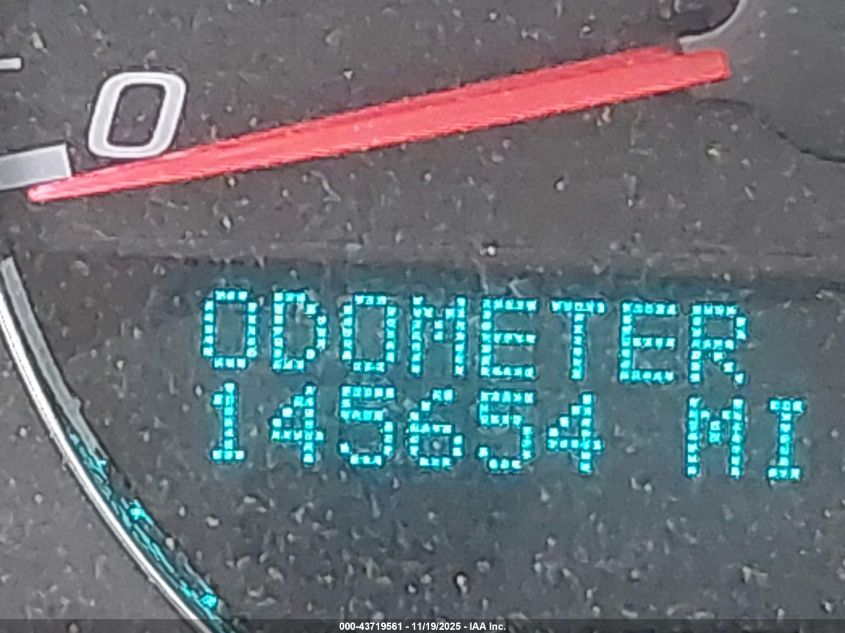 0
ODOMETER
145654 MI
000-43719561 - 11/19/2025 - IAA Inc.